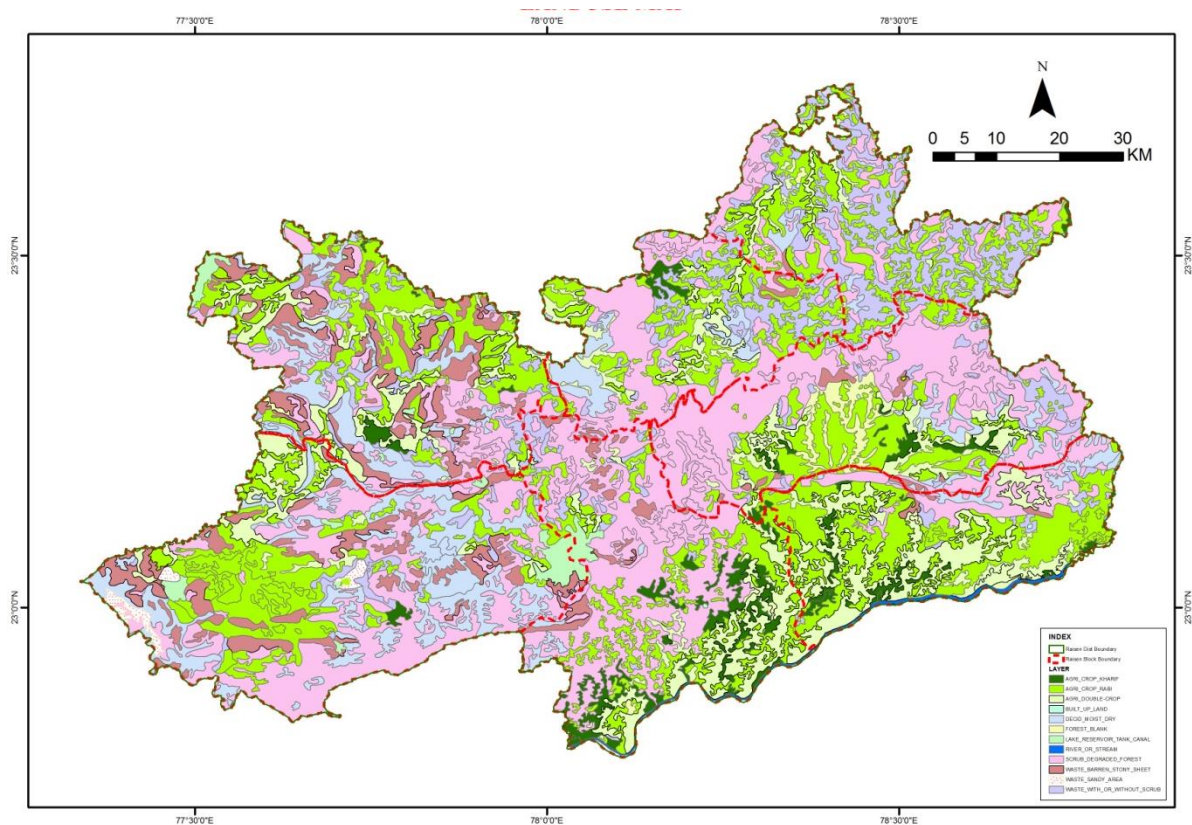 77°30'0"E 78°0'0"E 78°30'0"E
N
0 5 10 20 30
KM
23°30'0"N 23°30'0"N
23°0'0"N 23°0'0"N
INDEX
Raisen Dist Boundary
Raisen Block Boundary
LAYER
AGRI_CROP_KHARIF
AGRI_CROP_RABI
AGRI_DOUBLE-CROP
BUILT_UP_LAND
DECID_MOIST_DRY
FOREST_BLANK
LAKE_RESERVOIR_TANK_CANAL
RIVER_OR_STREAM
SCRUB_DEGRADED_FOREST
WASTE_BARREN_STONY_SHEET
WASTE_SANDY_AREA
WASTE_WITH_OR_WITHOUT_SCRUB
77°30'0"E 78°0'0"E 78°30'0"E